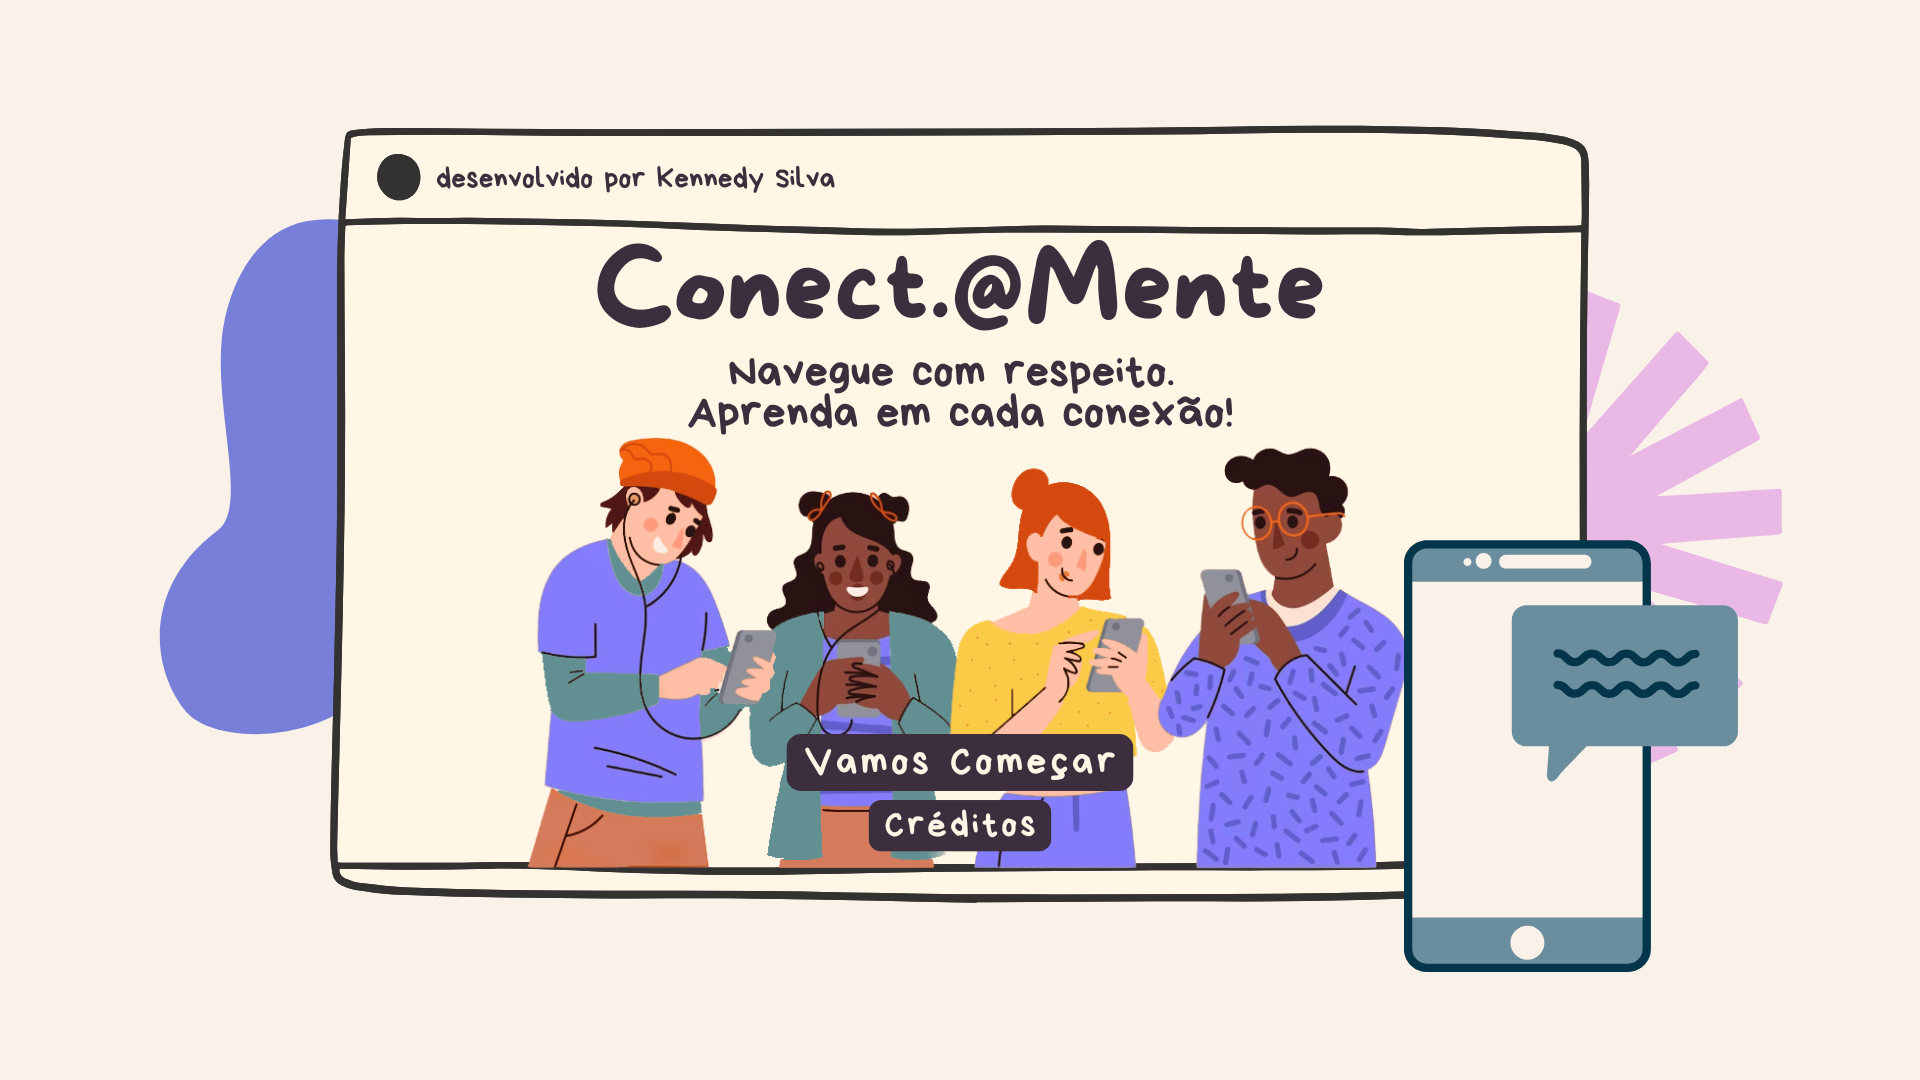 desenvolvido por Kennedy Silva
Conect.@Mente
Navegue com respeito.
Aprenda em cada conexão!
Vamos Começar
Créditos